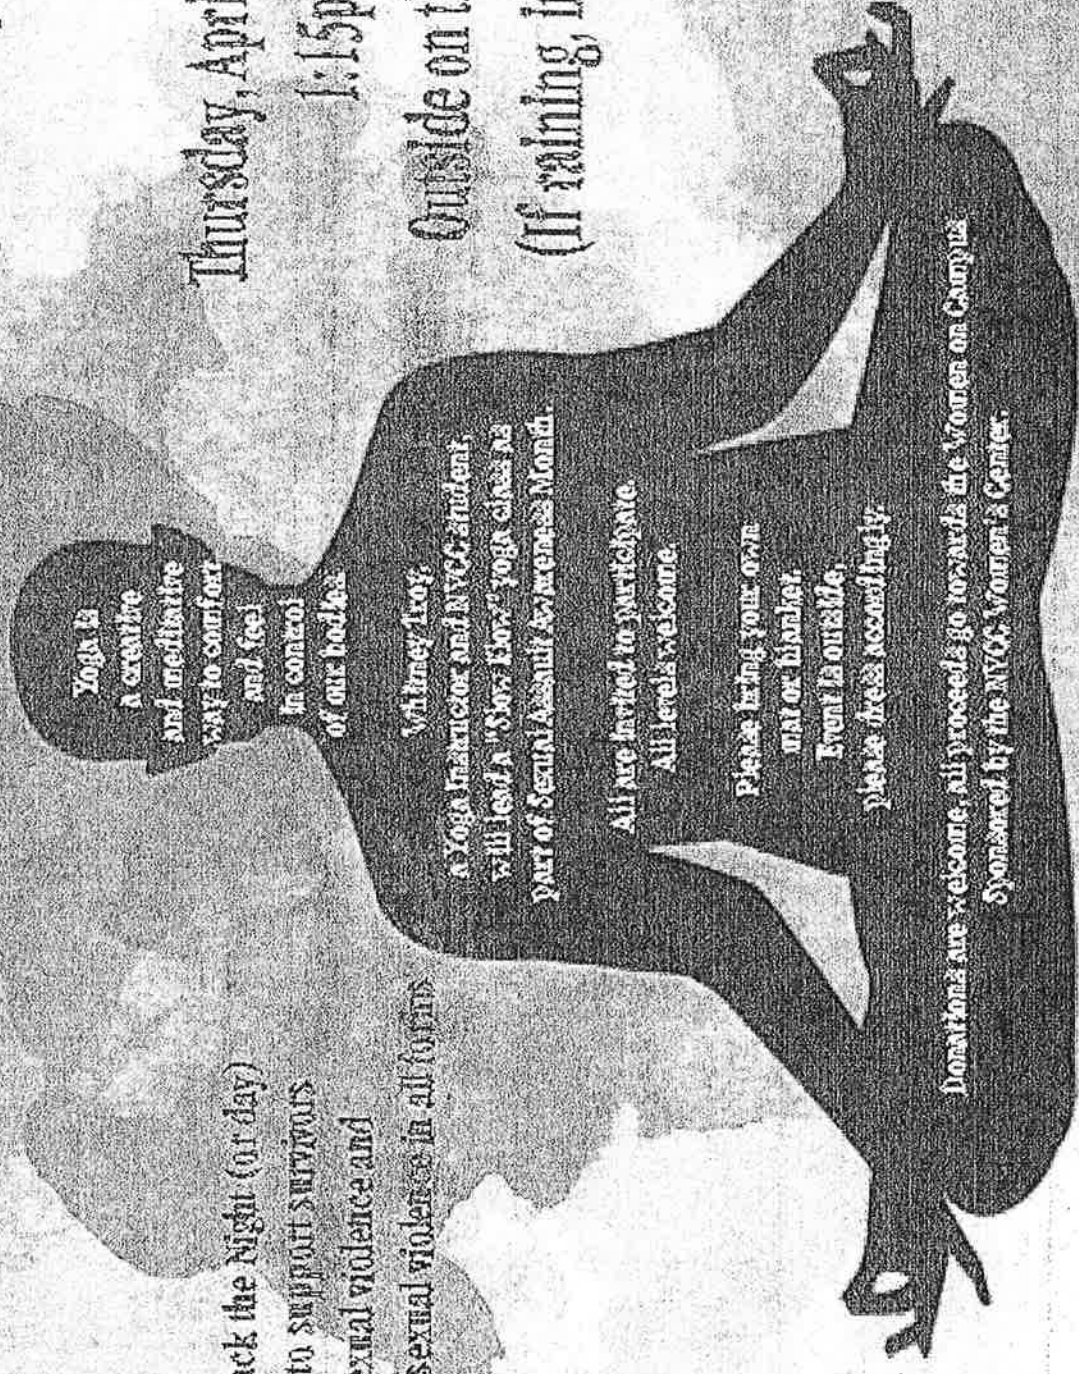 ack the Night (or day)
to support survivors
exual violence and
sexual violence in all forms
Yoga is
a creative
and meditative
way to comfort
and feel
in control
of our bodies.
Whitney Troy,
a Yoga Instructor and NVCC student,
will lead a "Slow Flow" yoga class as
part of Sexual Assault Awareness Month.
All are invited to participate.
All levels welcome.
Please bring your own
mat or blanket.
Event is outside,
please dress accordingly.
Donations are welcome, all proceeds go towards the Women on Campus
Sponsored by the NVCC Women's Center.
Thursday, Apri
1:15p
Outside on t
(If raining, in